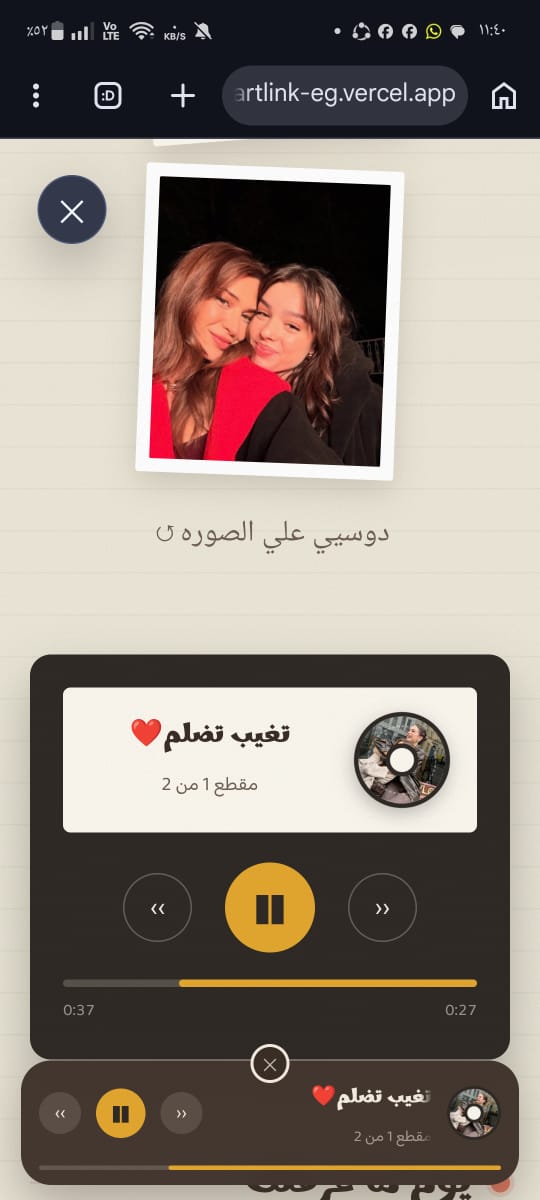 ٪٥٢ Vo LTE KB/S ١١:٤٠
:D artlink-eg.vercel.app
دوسيي علي الصوره ↺
تغيب تضلم❤️
مقطع 1 من 2
0:37 0:27
تغيب تضلم❤️
مقطع 1 من 2